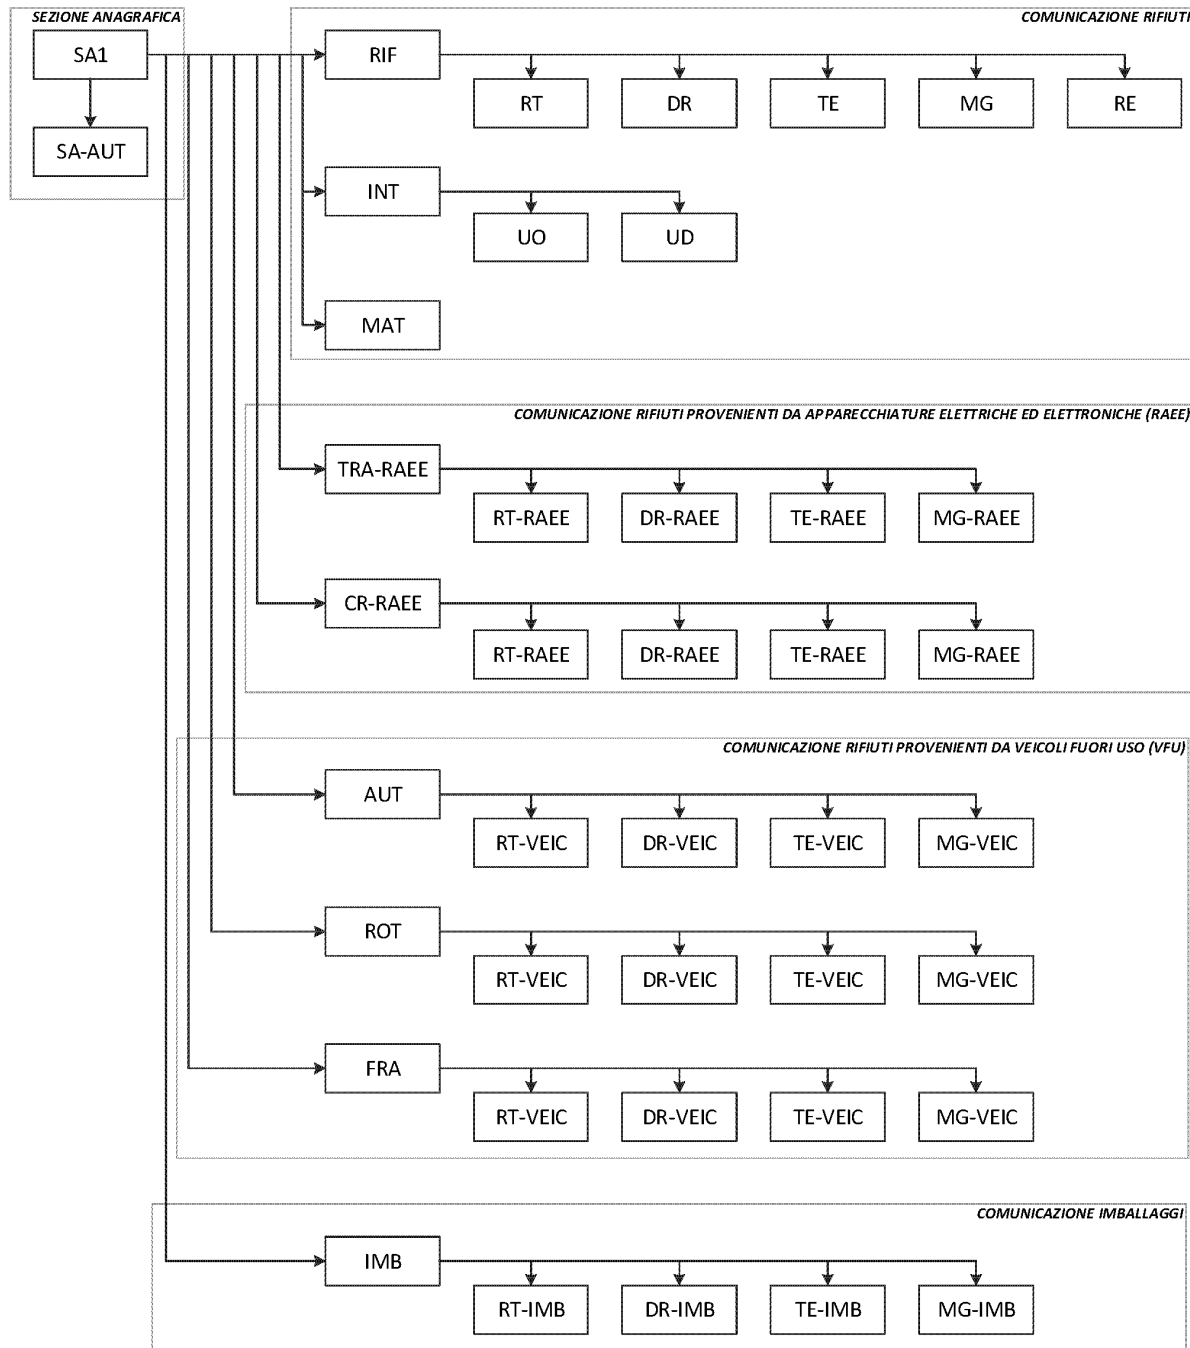 SEZIONE ANAGRAFICA
COMUNICAZIONE RIFIUTI
SA1
RIF
RT DR TE MG RE
SA-AUT
INT
UO UD
MAT
COMUNICAZIONE RIFIUTI PROVENIENTI DA APPARECCHIATURE ELETTRICHE ED ELETTRONICHE (RAEE)
TRA-RAEE
RT-RAEE DR-RAEE TE-RAEE MG-RAEE
CR-RAEE
RT-RAEE DR-RAEE TE-RAEE MG-RAEE
COMUNICAZIONE RIFIUTI PROVENIENTI DA VEICOLI FUORI USO (VFU)
AUT
RT-VEIC DR-VEIC TE-VEIC MG-VEIC
ROT
RT-VEIC DR-VEIC TE-VEIC MG-VEIC
FRA
RT-VEIC DR-VEIC TE-VEIC MG-VEIC
COMUNICAZIONE IMBALLAGGI
IMB
RT-IMB DR-IMB TE-IMB MG-IMB